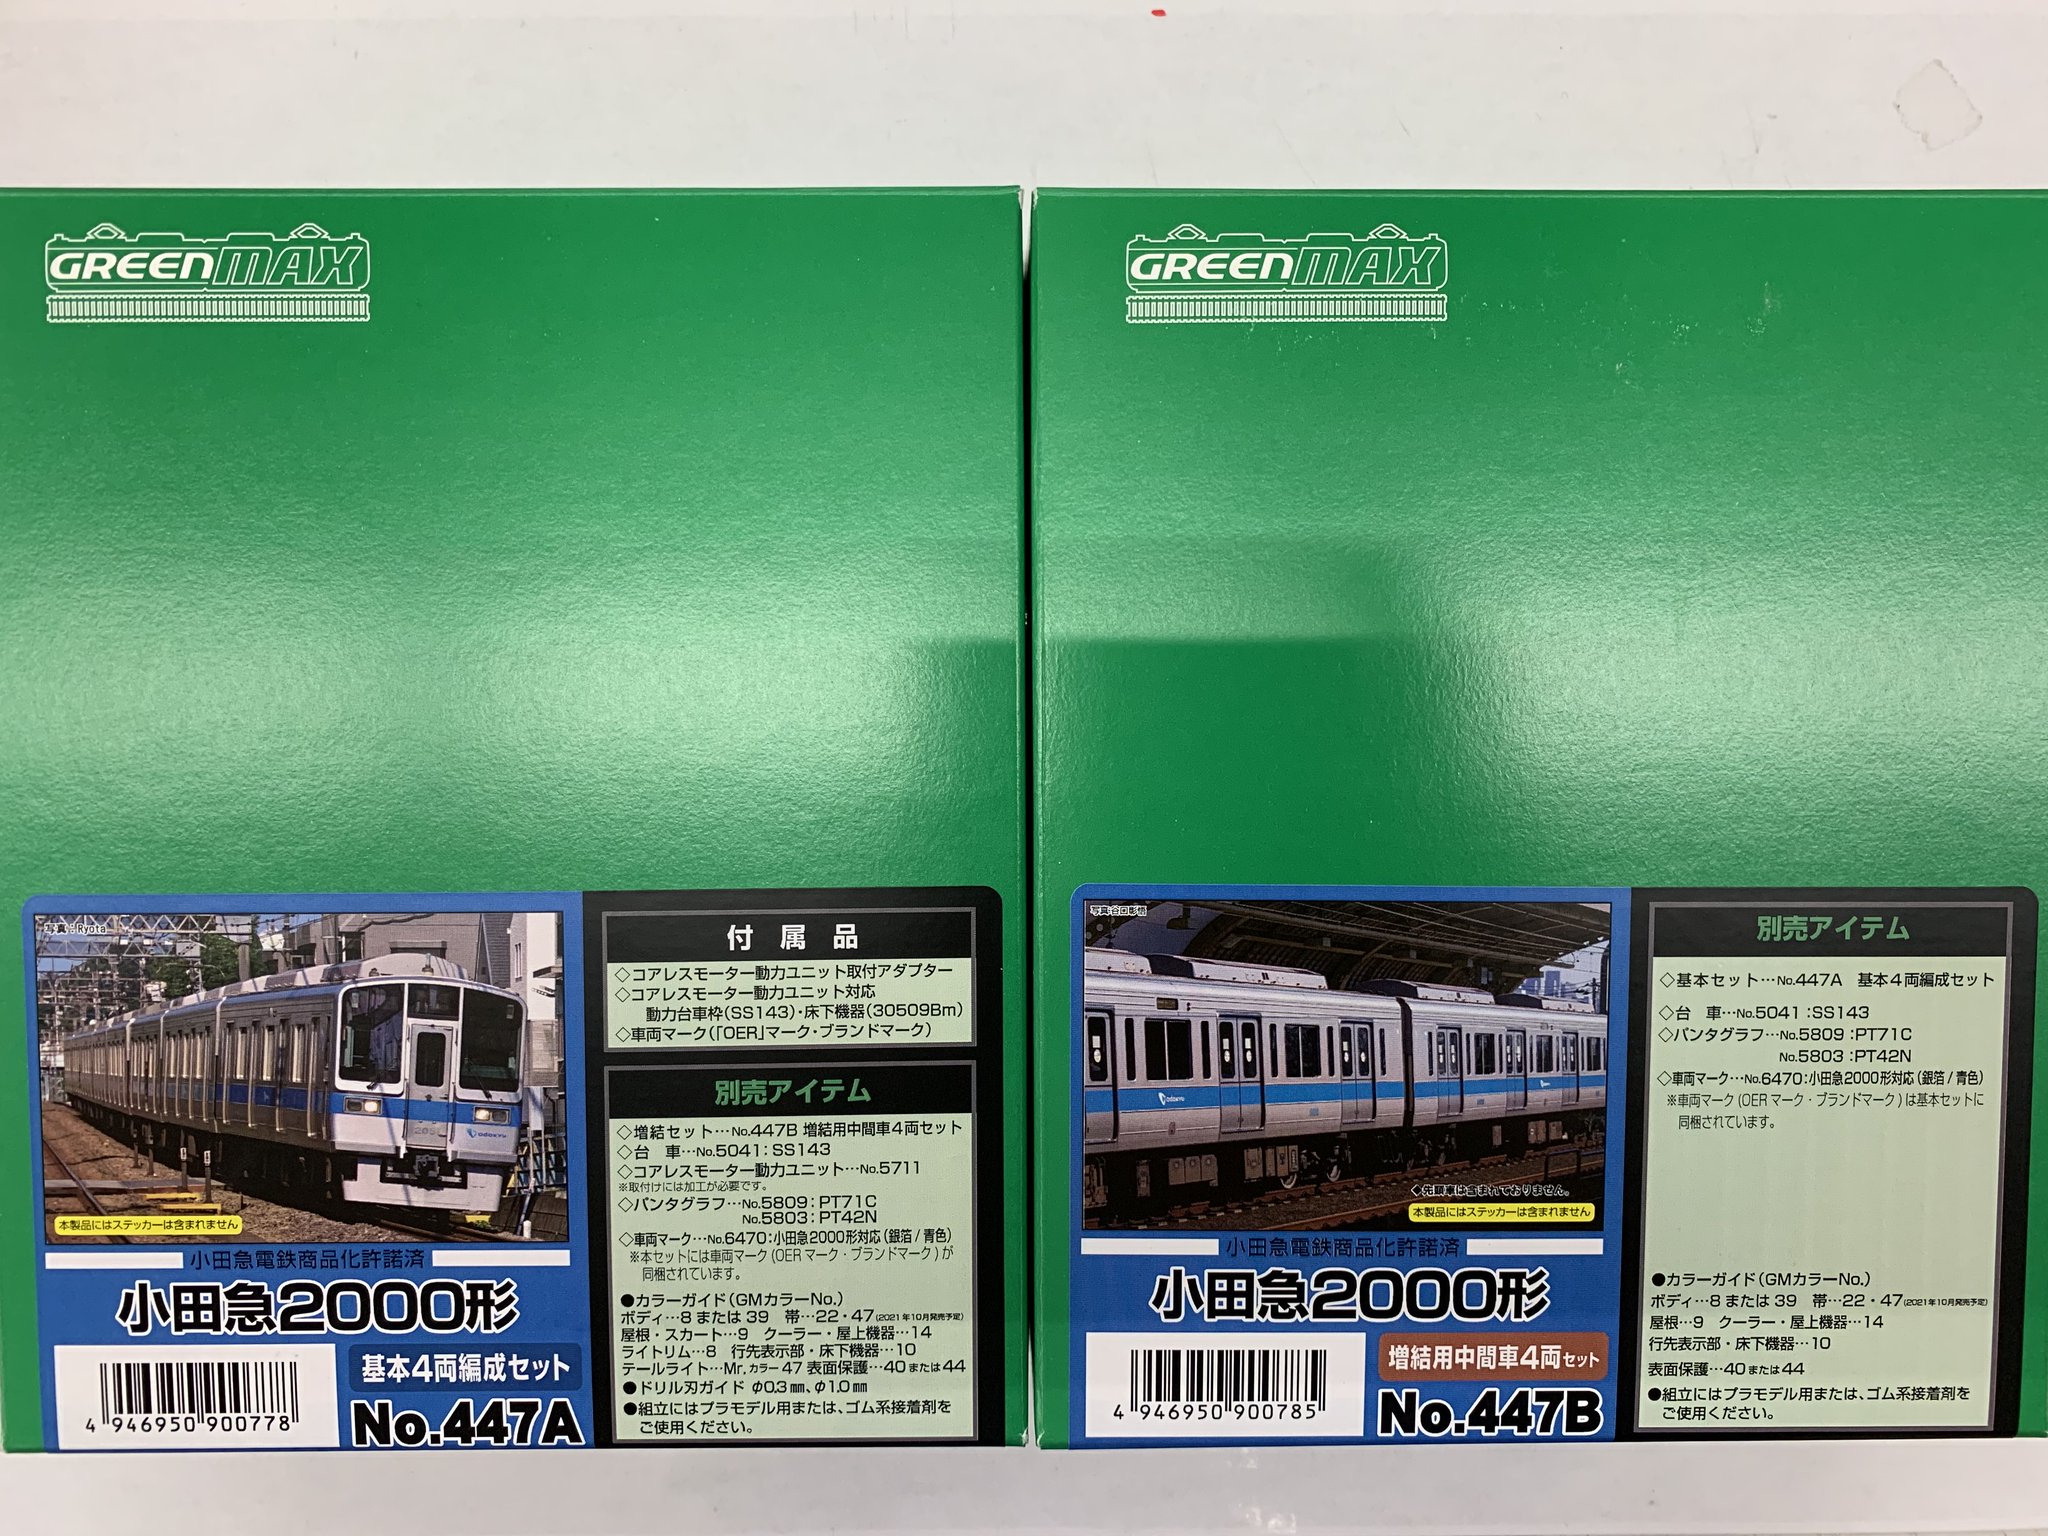 GREENMAX
写真：Ryota
2055
ODAKYU
本製品にはステッカーは含まれません
小田急電鉄商品化許諾済
小田急2000形
基本4両編成セット
No.447A
4 946950 900778
付属品
◇コアレスモーター動力ユニット取付アダプター
◇コアレスモーター動力ユニット対応
動力台車枠(SS143)・床下機器(30509Bm)
◇車両マーク(「OER」マーク・ブランドマーク)
別売アイテム
◇増結セット…No.447B 増結用中間車4両セット
◇台　車…No.5041：SS143
◇コアレスモーター動力ユニット…No.5711
※取付けには加工が必要です。
◇パンタグラフ…No.5809：PT71C
No.5803：PT42N
◇車両マーク…No.6470：小田急2000形対応(銀箔/青色)
※本セットには車両マーク(OERマーク・ブランドマーク)が
同梱されています。
●カラーガイド(GMカラーNo.)
ボディ…8または39　帯…22・47(2021年10月発売予定)
屋根・スカート…9　クーラー・屋上機器…14
ライトリム…8　行先表示部・床下機器…10
テールライト…Mr.カラー47 表面保護…40または44
●ドリル刃ガイド φ0.3㎜、φ1.0㎜
●組立にはプラモデル用または、ゴム系接着剤を
ご使用ください。
GREENMAX
写真:谷口彰悟
ODAKYU
◆先頭車は含まれておりません。
本製品にはステッカーは含まれません
小田急電鉄商品化許諾済
小田急2000形
増結用中間車4両セット
No.447B
4 946950 900785
別売アイテム
◇基本セット…No.447A　基本4両編成セット
◇台　車…No.5041：SS143
◇パンタグラフ…No.5809：PT71C
No.5803：PT42N
◇車両マーク…No.6470：小田急2000形対応(銀箔/青色)
※車両マーク(OERマーク・ブランドマーク)は基本セットに
同梱されています。
●カラーガイド(GMカラーNo.)
ボディ…8または39　帯…22・47(2021年10月発売予定)
屋根…9　クーラー・屋上機器…14
行先表示部・床下機器…10
表面保護…40または44
●組立にはプラモデル用または、ゴム系接着剤を
ご使用ください。